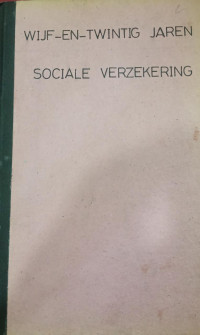 WIJF-EN-TWINTIG JAREN
SOCIALE VERZEKERING